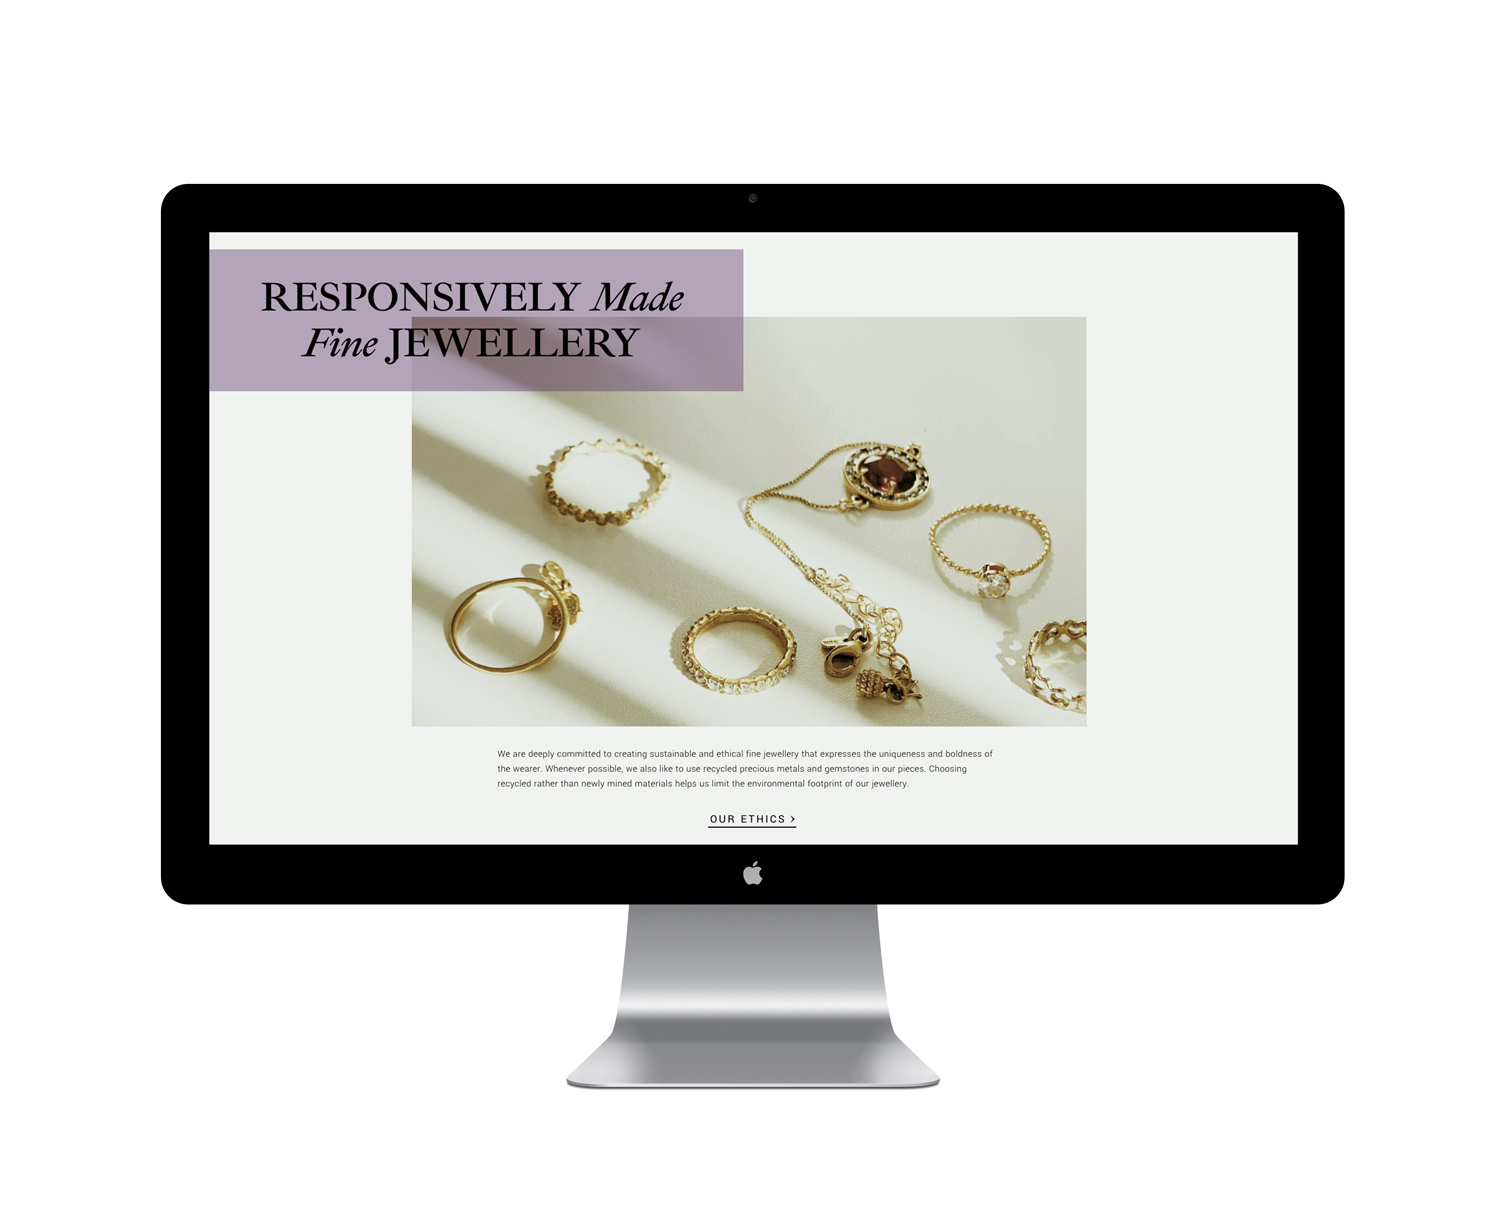 RESPONSIVELY Made
Fine JEWELLERY
We are deeply committed to creating sustainable and ethical fine jewellery that expresses the uniqueness and boldness of
the wearer. Whenever possible, we also like to use recycled precious metals and gemstones in our pieces. Choosing
recycled rather than newly mined materials helps us limit the environmental footprint of our jewellery.
OUR ETHICS >